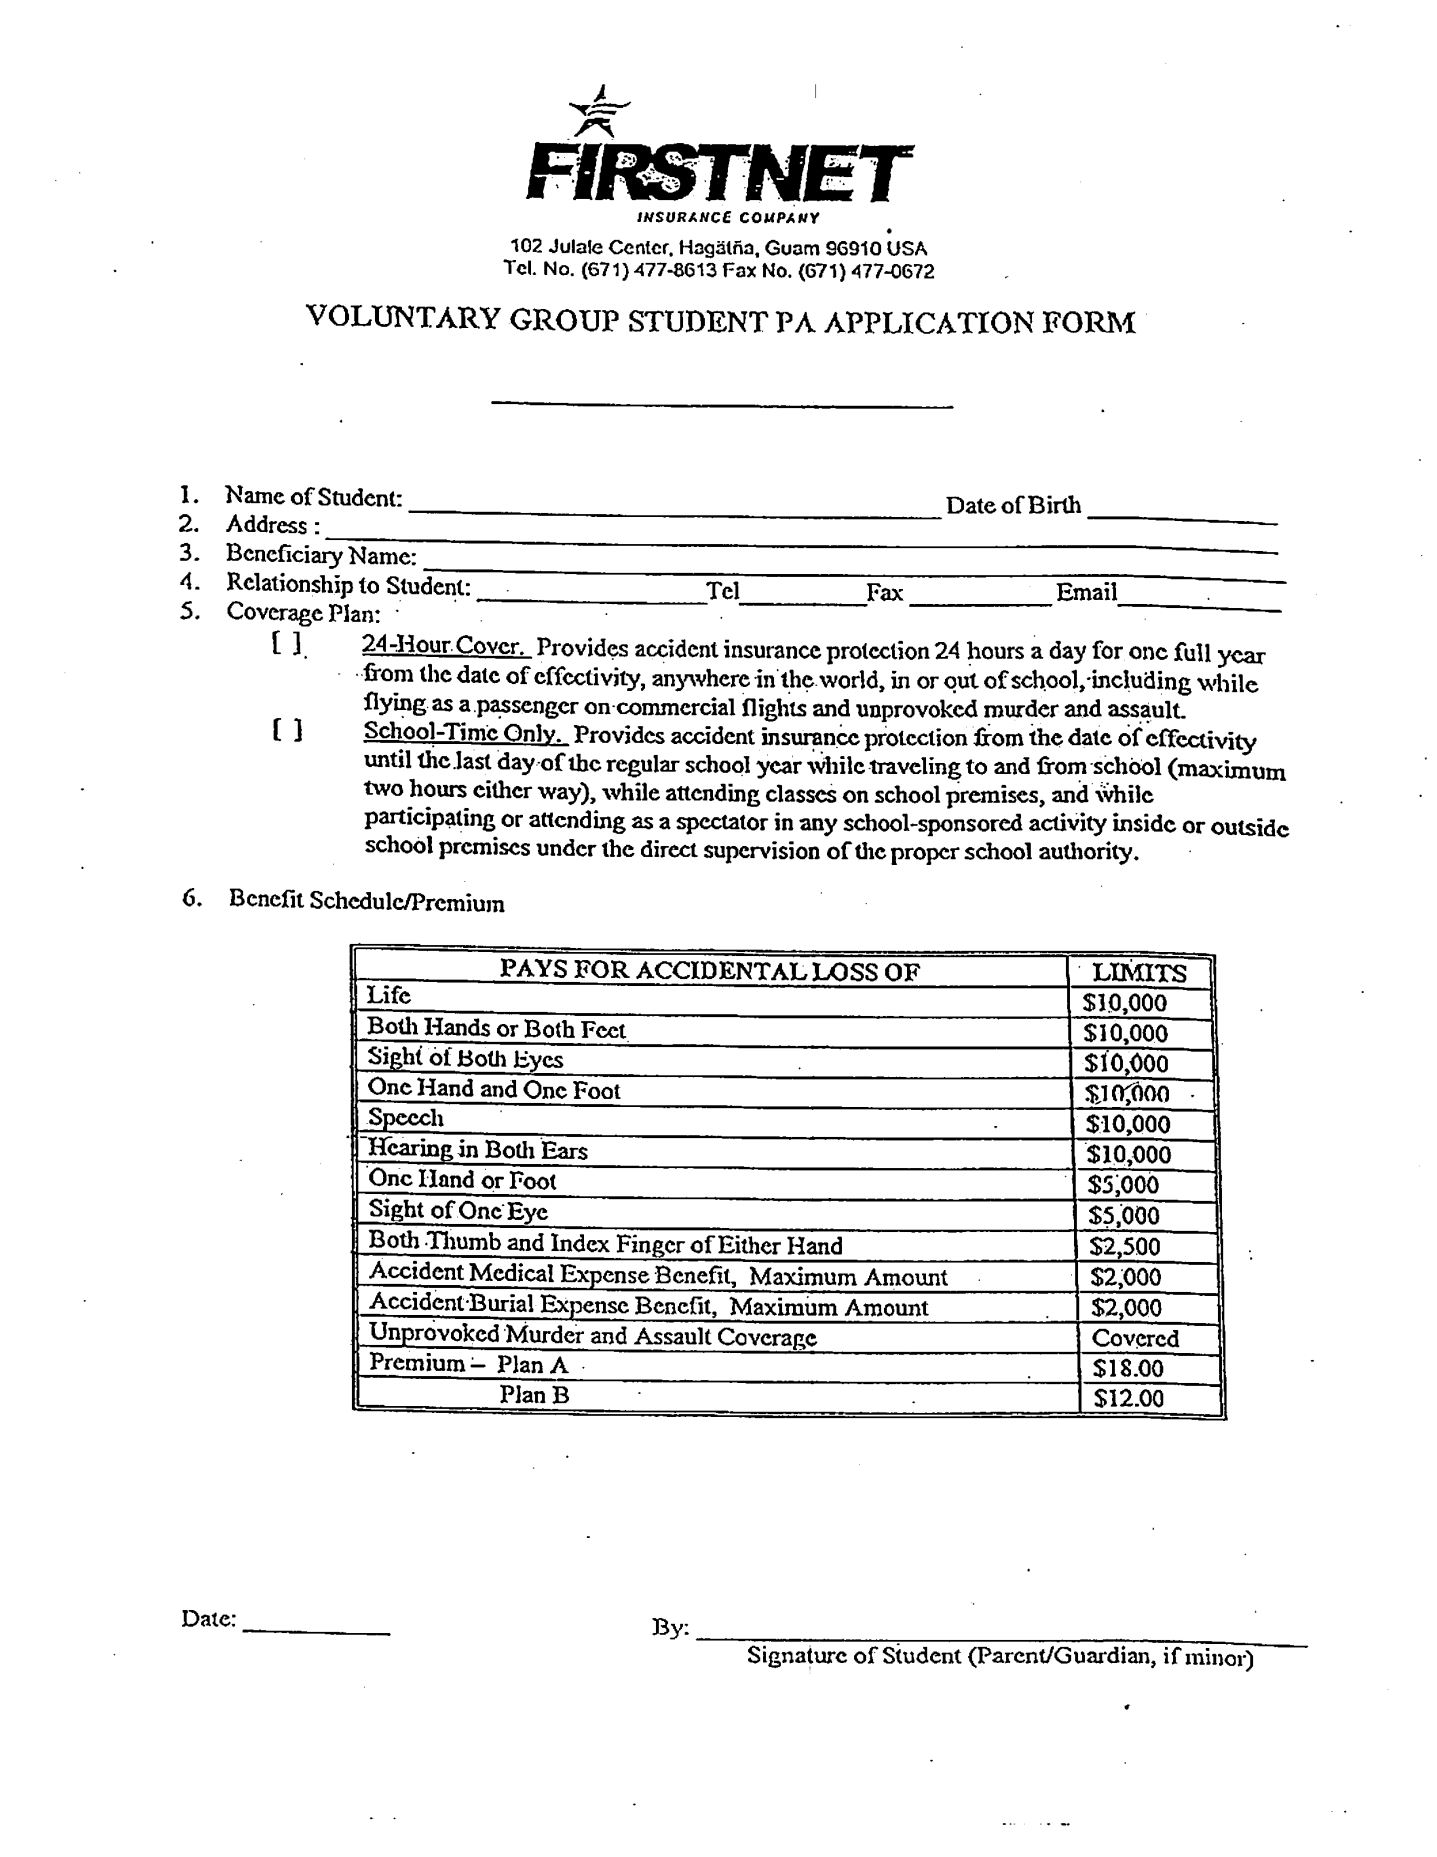 FIRSTNET
INSURANCE COMPANY
102 Julale Center, Hagåtña, Guam 96910 USA
Tel. No. (671) 477-8613 Fax No. (671) 477-0672
VOLUNTARY GROUP STUDENT PA APPLICATION FORM
1. Name of Student: Date of Birth
2. Address :
3. Beneficiary Name:
4. Relationship to Student: Tel Fax Email
5. Coverage Plan:
[ ] 24-Hour Cover. Provides accident insurance protection 24 hours a day for one full year
from the date of effectivity, anywhere in the world, in or out of school, including while
flying as a passenger on commercial flights and unprovoked murder and assault.
[ ] School-Time Only. Provides accident insurance protection from the date of effectivity
until the last day of the regular school year while traveling to and from school (maximum
two hours either way), while attending classes on school premises, and while
participating or attending as a spectator in any school-sponsored activity inside or outside
school premises under the direct supervision of the proper school authority.
6. Benefit Schedule/Premium
PAYS FOR ACCIDENTAL LOSS OF LIMITS
Life $10,000
Both Hands or Both Feet $10,000
Sight of Both Eyes $10,000
One Hand and One Foot $10,000
Speech $10,000
Hearing in Both Ears $10,000
One Hand or Foot $5,000
Sight of One Eye $5,000
Both Thumb and Index Finger of Either Hand $2,500
Accident Medical Expense Benefit, Maximum Amount $2,000
Accident Burial Expense Benefit, Maximum Amount $2,000
Unprovoked Murder and Assault Coverage Covered
Premium – Plan A $18.00
Plan B $12.00
Date: By:
Signature of Student (Parent/Guardian, if minor)